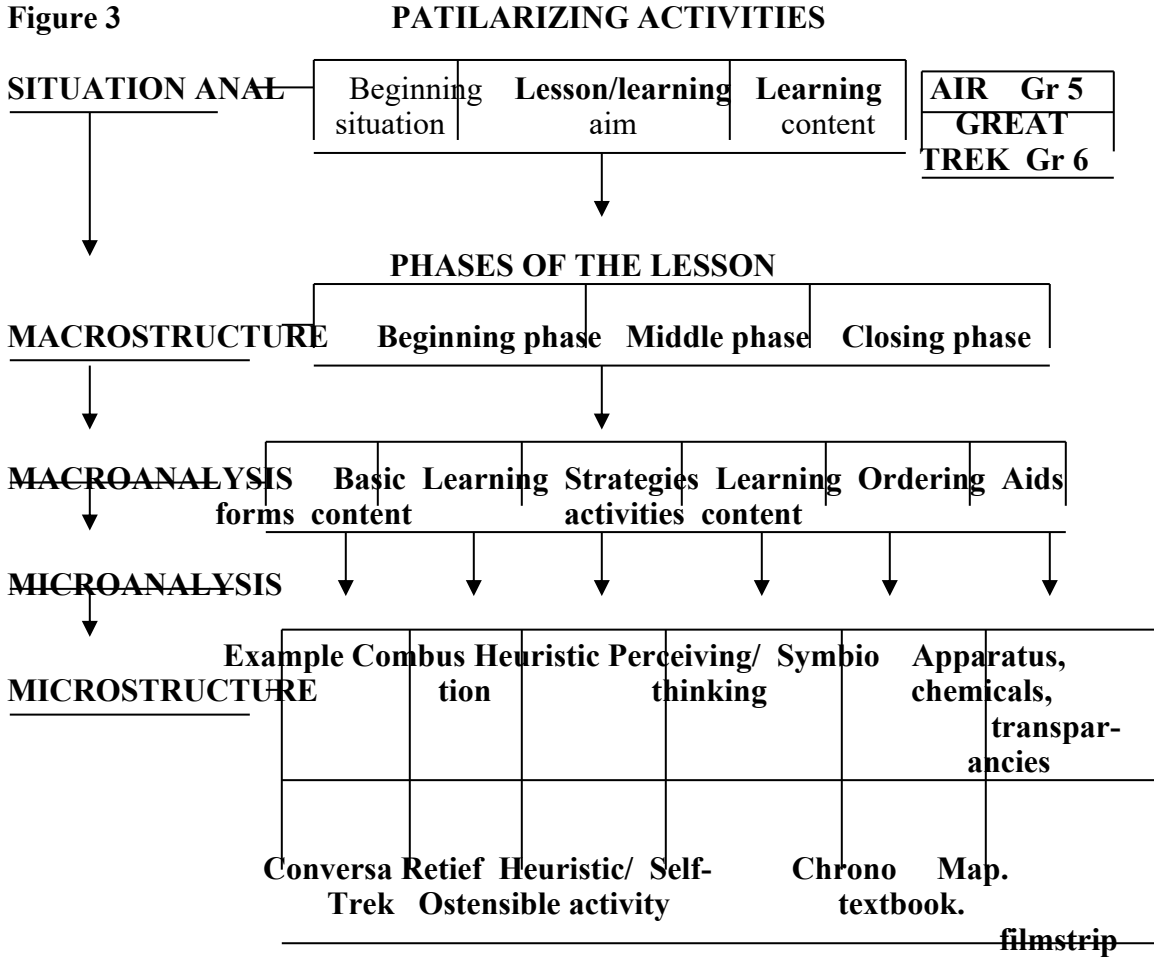 Figure 3 PATILARIZING ACTIVITIES
SITUATION ANAL Beginning Lesson/learning Learning AIR Gr 5
situation aim content GREAT
TREK Gr 6
PHASES OF THE LESSON
MACROSTRUCTURE Beginning phase Middle phase Closing phase
MACROANALYSIS Basic Learning Strategies Learning Ordering Aids
forms content activities content
MICROANALYSIS
Example Combus Heuristic Perceiving/ Symbio Apparatus,
MICROSTRUCTURE tion thinking chemicals,
transpar-
ancies
Conversa Retief Heuristic/ Self- Chrono Map.
Trek Ostensible activity textbook.
filmstrip